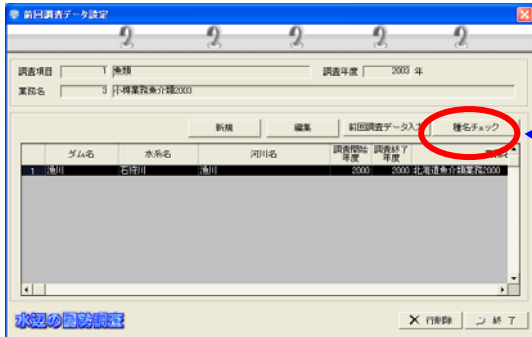 前回調査データ設定
調査項目 1 魚類 調査年度 2003 年
業務名 3 小樽業務魚介類2003
新規 編集 前回調査データ入 種名チェック
ダム名 水系名 河川名 調査開始年度 調査終了年度
1 漁川 石狩川 漁川 2000 2000 北海道魚介類業務2000
水辺の国勢調査 行削除 終了